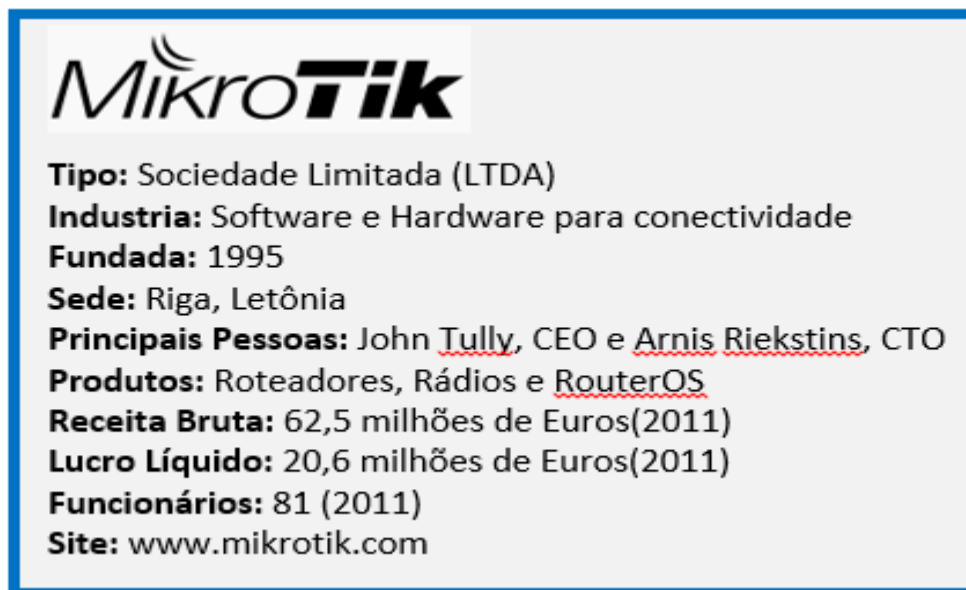 MikroTik
Tipo: Sociedade Limitada (LTDA)
Industria: Software e Hardware para conectividade
Fundada: 1995
Sede: Riga, Letônia
Principais Pessoas: John Tully, CEO e Arnis Riekstins, CTO
Produtos: Roteadores, Rádios e RouterOS
Receita Bruta: 62,5 milhões de Euros(2011)
Lucro Líquido: 20,6 milhões de Euros(2011)
Funcionários: 81 (2011)
Site: www.mikrotik.com